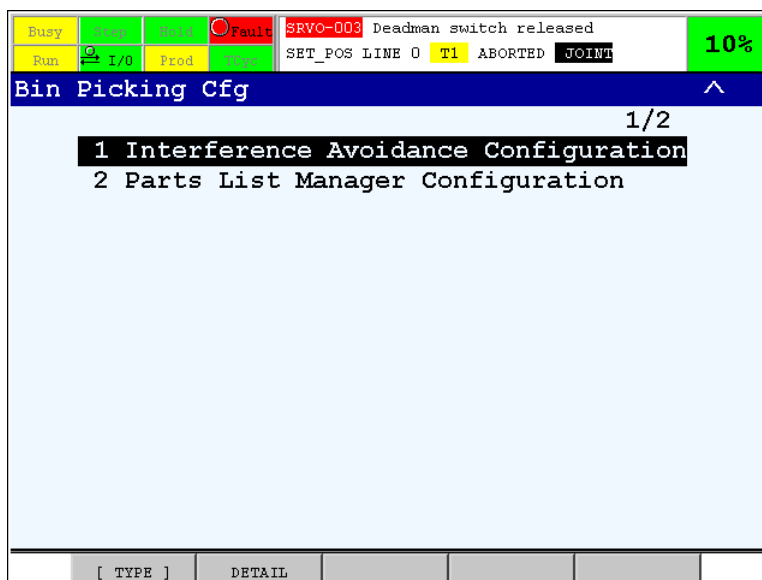 Busy Step Hold Fault SRVO-003 Deadman switch released
Run I/0 Prod TCyc SET_POS LINE 0 T1 ABORTED JOINT 10%
Bin Picking Cfg
1/2
1 Interference Avoidance Configuration
2 Parts List Manager Configuration
[ TYPE ] DETAIL